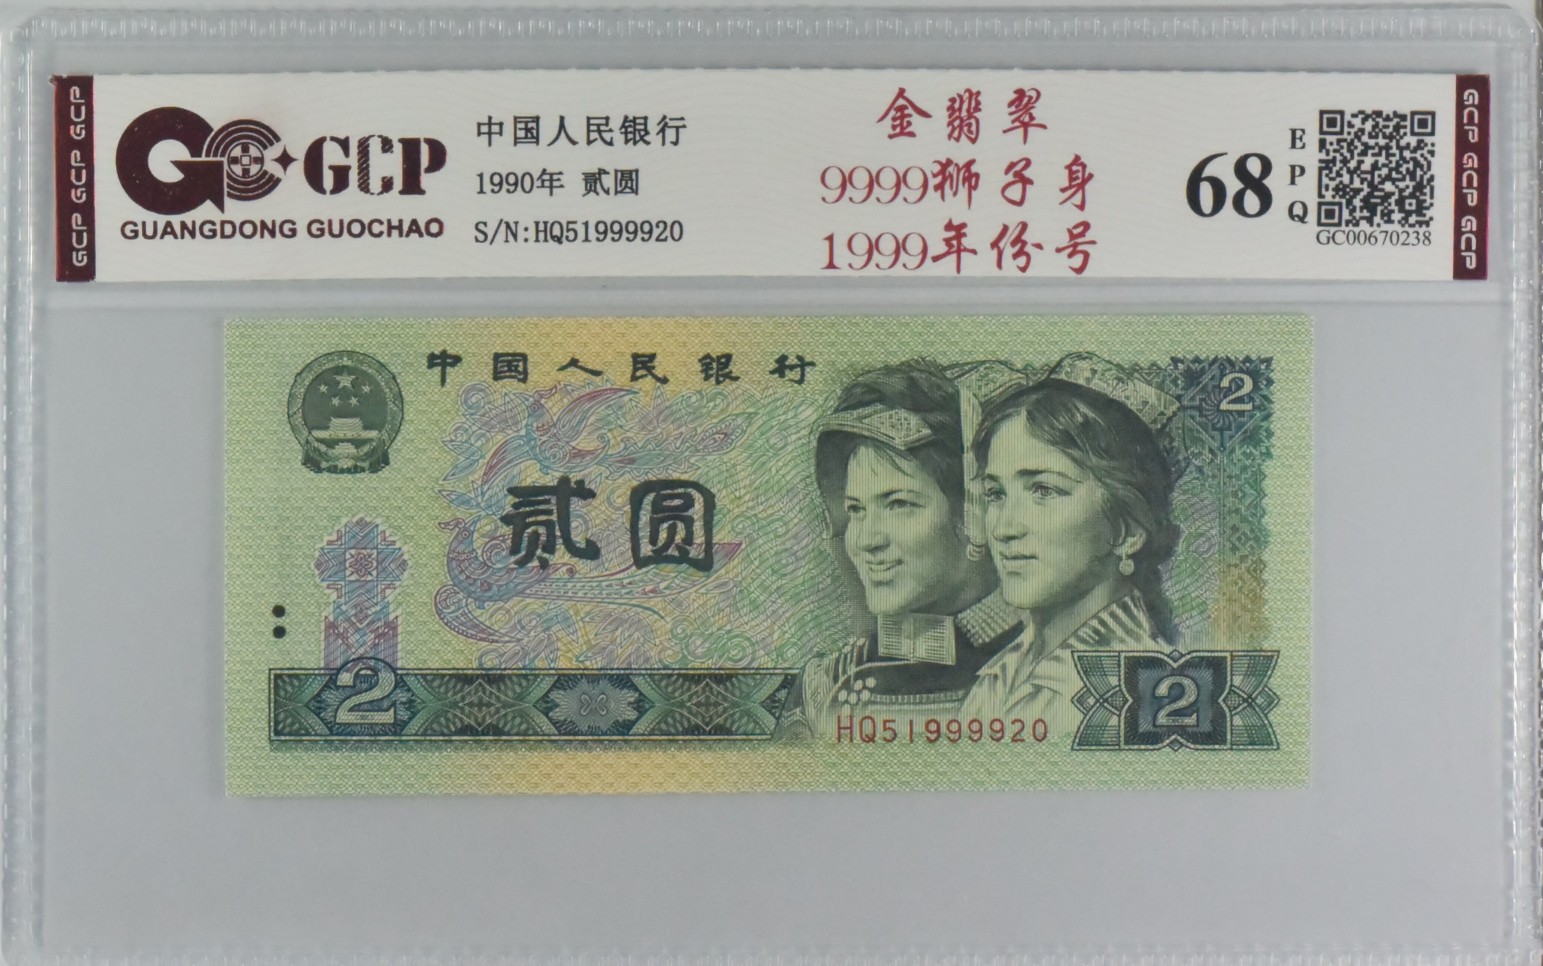 GCP GCP GCP
GCP
GUANGDONG GUOCHAO
中国人民银行
1990年 贰圆
S/N:HQ51999920
金翡翠
9999狮子身
1999年份号
68
EPQ
GC00670238
GCP GCP GCP
中国人民银行
2
贰圆
2
2
HQ51999920